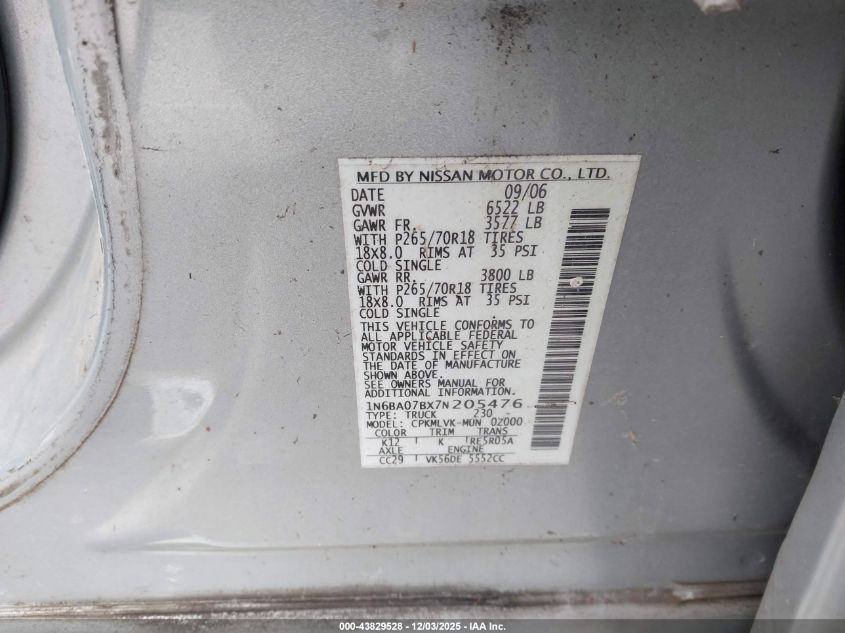 MFD BY NISSAN MOTOR CO., LTD.
DATE 09/06
GVWR 6522 LB
GAWR FR. 3577 LB
WITH P265/70R18 TIRES
18X8.0 RIMS AT 35 PSI
COLD SINGLE
GAWR RR. 3800 LB
WITH P265/70R18 TIRES
18X8.0 RIMS AT 35 PSI
COLD SINGLE
THIS VEHICLE CONFORMS TO
ALL APPLICABLE FEDERAL
MOTOR VEHICLE SAFETY
STANDARDS IN EFFECT ON
THE DATE OF MANUFACTURE
SHOWN ABOVE.
SEE OWNERS MANUAL FOR
ADDITIONAL INFORMATION.
1N6BA07BX7N205476
TYPE: TRUCK 230
MODEL: CPKMLVK-MUN 02000
COLOR TRIM TRANS
K12 K RE5R05A
AXLE ENGINE
CC29 VK56DE 5552CC
000-43829528 - 12/03/2025 - IAA Inc.